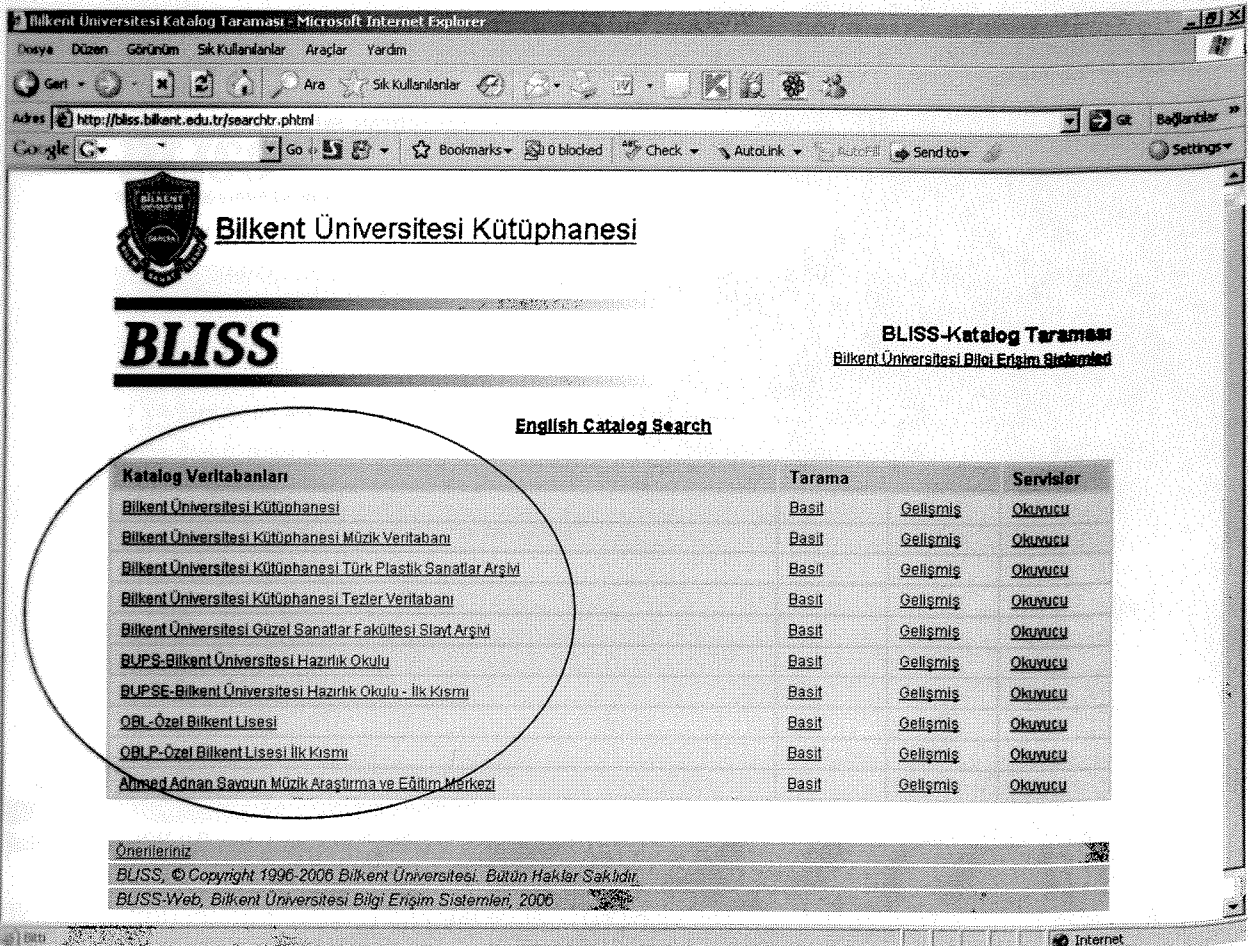 Bilkent Üniversitesi Katalog Taraması - Microsoft Internet Explorer
Dosya Düzen Görünüm Sık Kullanılanlar Araçlar Yardım
Geri Ara Sık Kullanılanlar
Adres http://bliss.bilkent.edu.tr/searchtr.phtml Git Bağlantılar »
Google G Go Bookmarks 0 blocked ABC Check AutoLink AutoFill Send to Settings
BİLKENT
Bilkent Üniversitesi Kütüphanesi
BLISS
BLISS-Katalog Taraması
Bilkent Üniversitesi Bilgi Erişim Sistemleri
English Catalog Search
Katalog Veritabanları Tarama Servisler
Bilkent Üniversitesi Kütüphanesi Basit Gelişmiş Okuyucu
Bilkent Üniversitesi Kütüphanesi Müzik Veritabanı Basit Gelişmiş Okuyucu
Bilkent Üniversitesi Kütüphanesi Türk Plastik Sanatlar Arşivi Basit Gelişmiş Okuyucu
Bilkent Üniversitesi Kütüphanesi Tezler Veritabanı Basit Gelişmiş Okuyucu
Bilkent Üniversitesi Güzel Sanatlar Fakültesi Slayt Arşivi Basit Gelişmiş Okuyucu
BUPS-Bilkent Üniversitesi Hazırlık Okulu Basit Gelişmiş Okuyucu
BUPSE-Bilkent Üniversitesi Hazırlık Okulu - İlk Kısmı Basit Gelişmiş Okuyucu
OBL-Özel Bilkent Lisesi Basit Gelişmiş Okuyucu
OBLP-Özel Bilkent Lisesi İlk Kısmı Basit Gelişmiş Okuyucu
Ahmed Adnan Saygun Müzik Araştırma ve Eğitim Merkezi Basit Gelişmiş Okuyucu
Önerileriniz
BLISS, © Copyright 1996-2006 Bilkent Üniversitesi. Bütün Haklar Saklıdır.
BLISS-Web, Bilkent Üniversitesi Bilgi Erişim Sistemleri, 2006
Bitti Internet